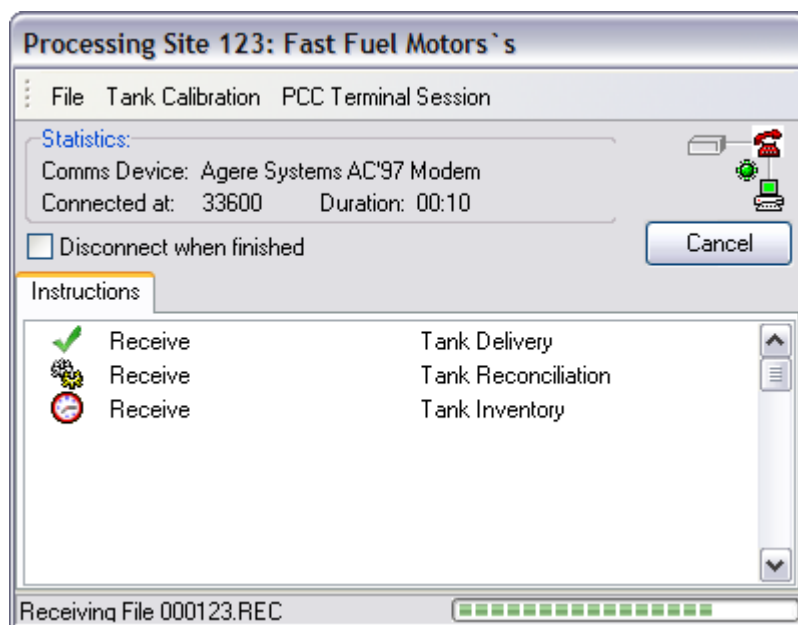 Processing Site 123: Fast Fuel Motors`s
File Tank Calibration PCC Terminal Session
Statistics:
Comms Device: Agere Systems AC'97 Modem
Connected at: 33600 Duration: 00:10
Disconnect when finished
Cancel
Instructions
Receive Tank Delivery
Receive Tank Reconciliation
Receive Tank Inventory
Receiving File 000123.REC